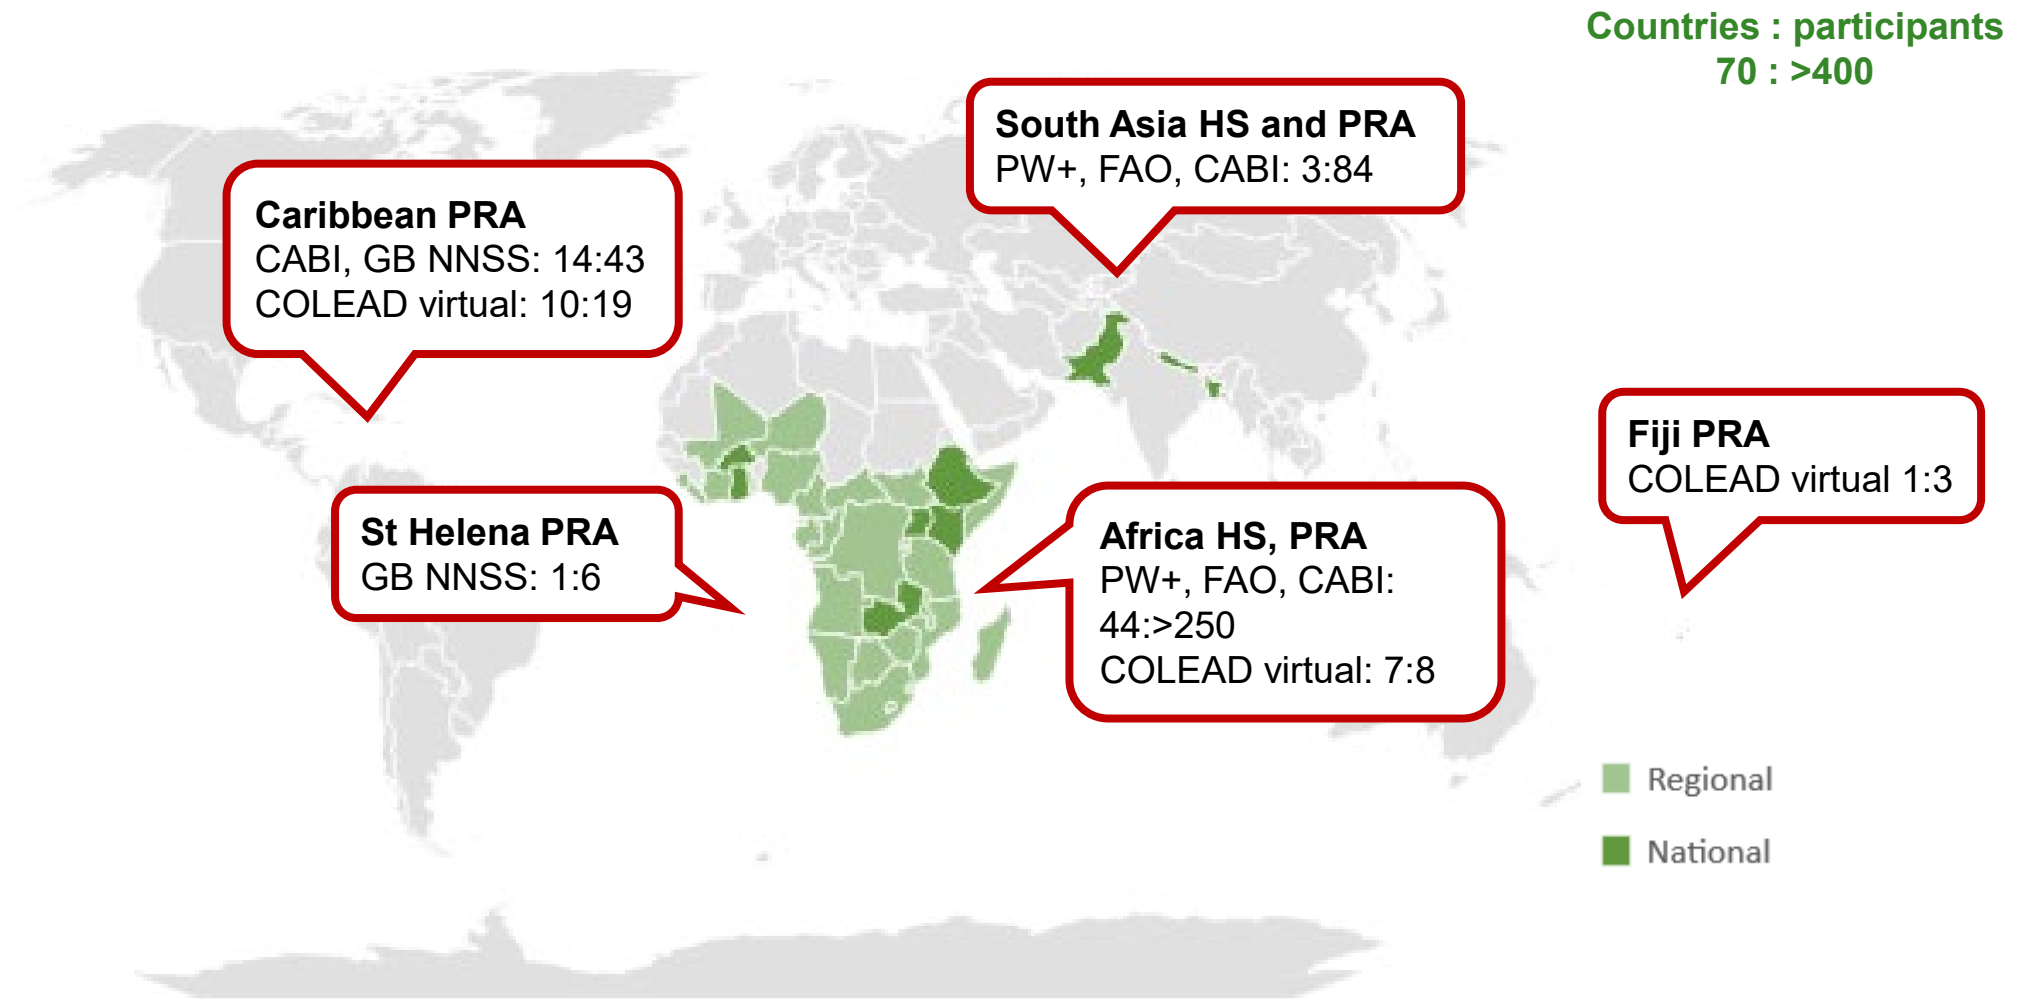 Countries : participants
70 : >400
South Asia HS and PRA
PW+, FAO, CABI: 3:84
Caribbean PRA
CABI, GB NNSS: 14:43
COLEAD virtual: 10:19
Fiji PRA
COLEAD virtual 1:3
St Helena PRA
GB NNSS: 1:6
Africa HS, PRA
PW+, FAO, CABI:
44:>250
COLEAD virtual: 7:8
Regional
National